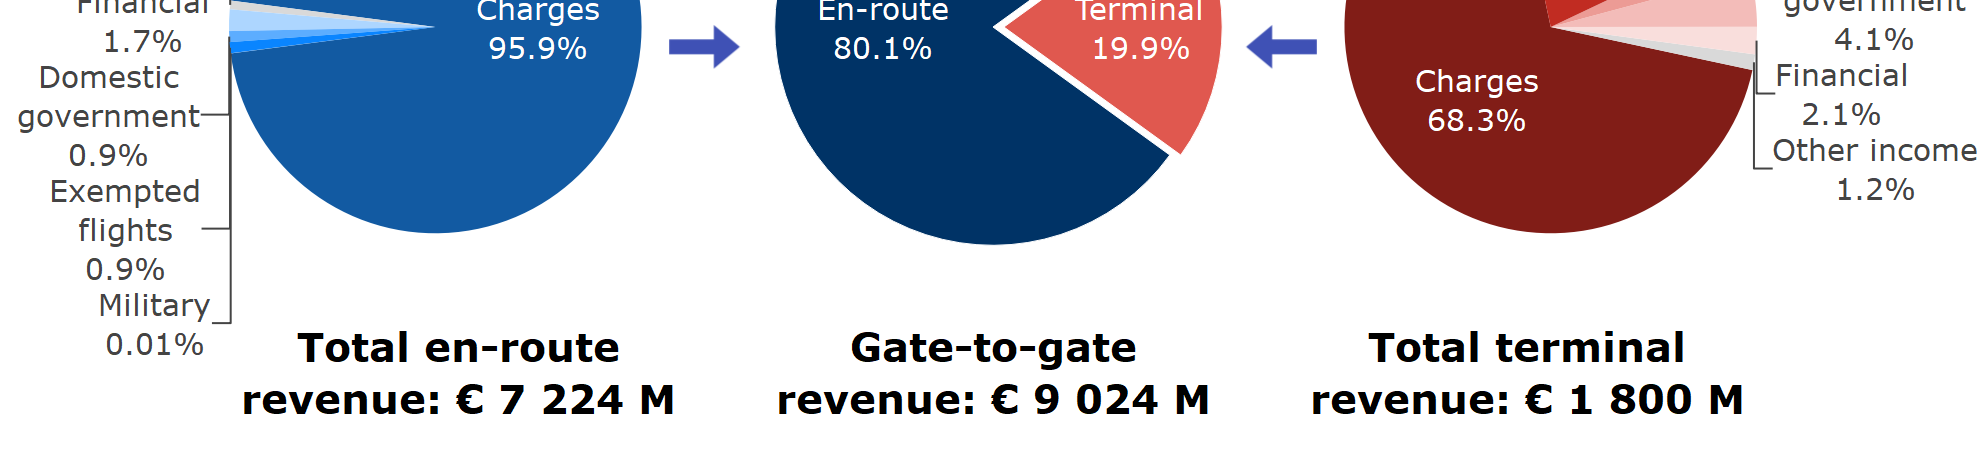 Financial
1.7%
Domestic
government
0.9%
Exempted
flights
0.9%
Military
0.01%
Charges
95.9%
Total en-route
revenue: € 7 224 M
En-route
80.1%
Terminal
19.9%
Gate-to-gate
revenue: € 9 024 M
Charges
68.3%
government
4.1%
Financial
2.1%
Other income
1.2%
Total terminal
revenue: € 1 800 M